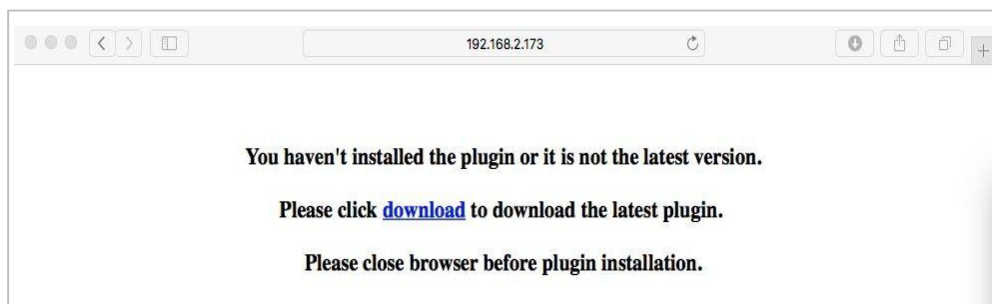 192.168.2.173
You haven't installed the plugin or it is not the latest version.
Please click download to download the latest plugin.
Please close browser before plugin installation.